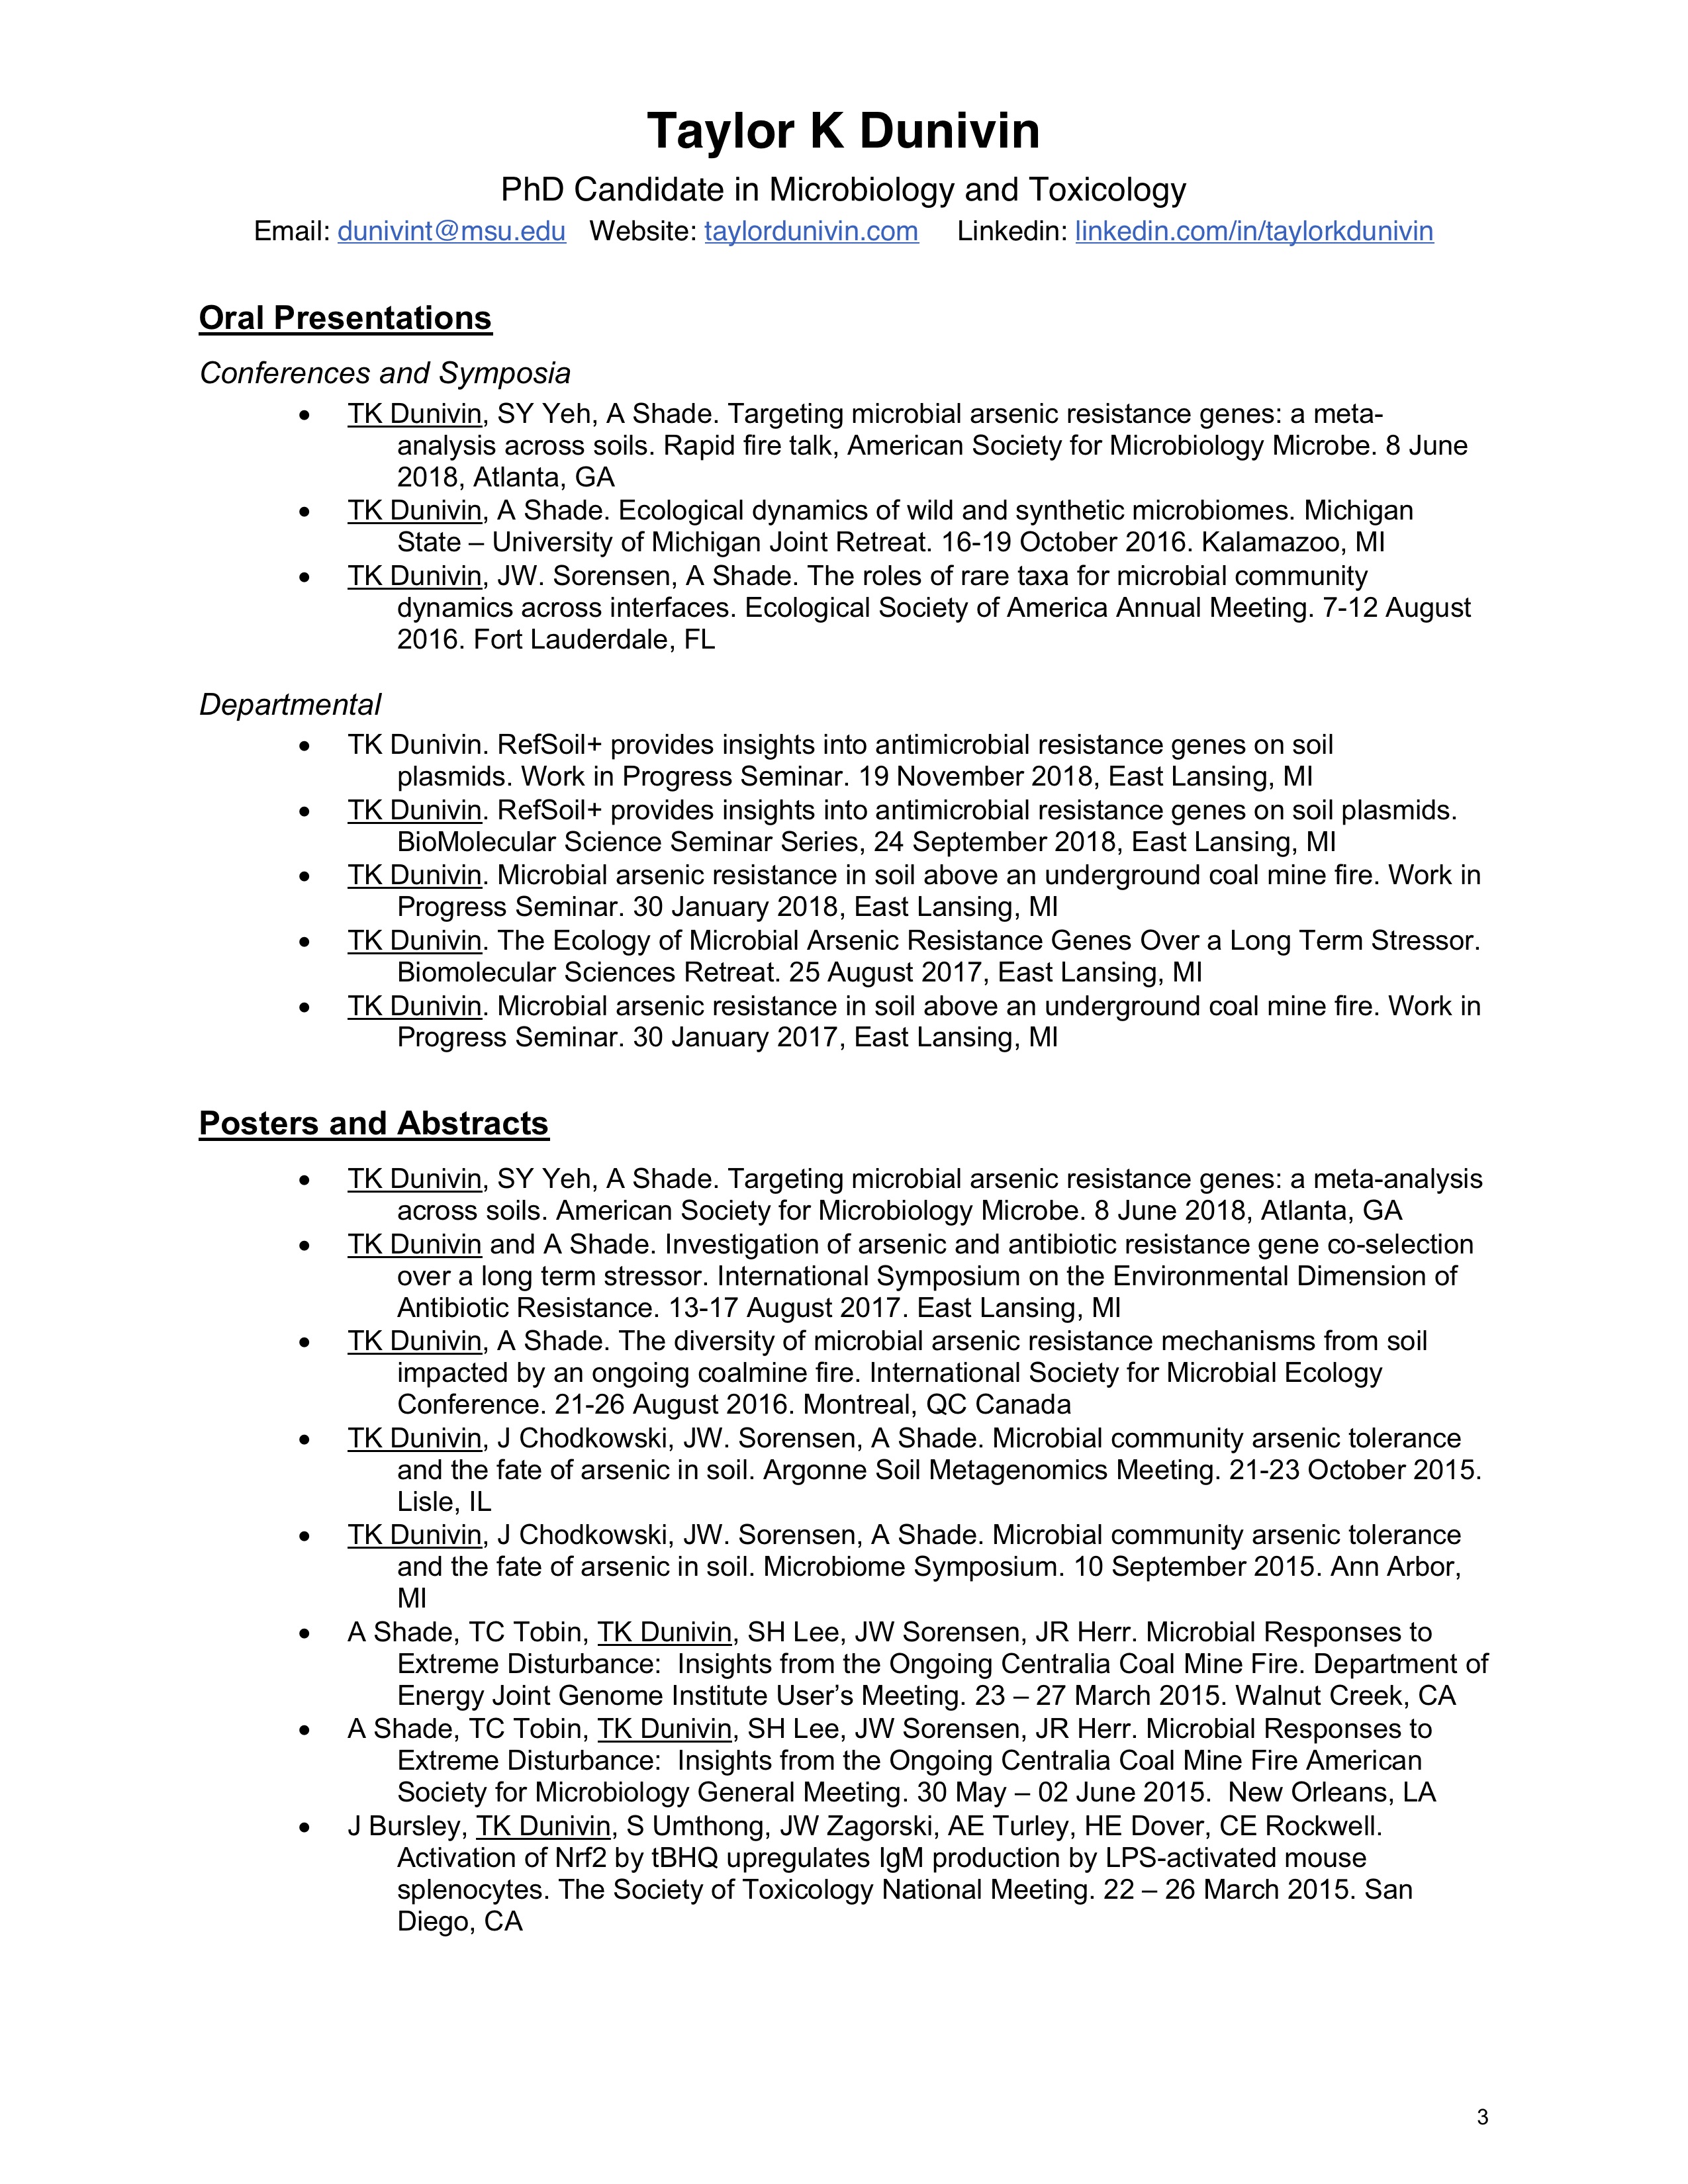 Taylor K Dunivin
PhD Candidate in Microbiology and Toxicology
Email: dunivint@msu.edu Website: taylordunivin.com Linkedin: linkedin.com/in/taylorkdunivin
Oral Presentations
Conferences and Symposia
• TK Dunivin, SY Yeh, A Shade. Targeting microbial arsenic resistance genes: a meta-
analysis across soils. Rapid fire talk, American Society for Microbiology Microbe. 8 June
2018, Atlanta, GA
• TK Dunivin, A Shade. Ecological dynamics of wild and synthetic microbiomes. Michigan
State – University of Michigan Joint Retreat. 16-19 October 2016. Kalamazoo, MI
• TK Dunivin, JW. Sorensen, A Shade. The roles of rare taxa for microbial community
dynamics across interfaces. Ecological Society of America Annual Meeting. 7-12 August
2016. Fort Lauderdale, FL
Departmental
• TK Dunivin. RefSoil+ provides insights into antimicrobial resistance genes on soil
plasmids. Work in Progress Seminar. 19 November 2018, East Lansing, MI
• TK Dunivin. RefSoil+ provides insights into antimicrobial resistance genes on soil plasmids.
BioMolecular Science Seminar Series, 24 September 2018, East Lansing, MI
• TK Dunivin. Microbial arsenic resistance in soil above an underground coal mine fire. Work in
Progress Seminar. 30 January 2018, East Lansing, MI
• TK Dunivin. The Ecology of Microbial Arsenic Resistance Genes Over a Long Term Stressor.
Biomolecular Sciences Retreat. 25 August 2017, East Lansing, MI
• TK Dunivin. Microbial arsenic resistance in soil above an underground coal mine fire. Work in
Progress Seminar. 30 January 2017, East Lansing, MI
Posters and Abstracts
• TK Dunivin, SY Yeh, A Shade. Targeting microbial arsenic resistance genes: a meta-analysis
across soils. American Society for Microbiology Microbe. 8 June 2018, Atlanta, GA
• TK Dunivin and A Shade. Investigation of arsenic and antibiotic resistance gene co-selection
over a long term stressor. International Symposium on the Environmental Dimension of
Antibiotic Resistance. 13-17 August 2017. East Lansing, MI
• TK Dunivin, A Shade. The diversity of microbial arsenic resistance mechanisms from soil
impacted by an ongoing coalmine fire. International Society for Microbial Ecology
Conference. 21-26 August 2016. Montreal, QC Canada
• TK Dunivin, J Chodkowski, JW. Sorensen, A Shade. Microbial community arsenic tolerance
and the fate of arsenic in soil. Argonne Soil Metagenomics Meeting. 21-23 October 2015.
Lisle, IL
• TK Dunivin, J Chodkowski, JW. Sorensen, A Shade. Microbial community arsenic tolerance
and the fate of arsenic in soil. Microbiome Symposium. 10 September 2015. Ann Arbor,
MI
• A Shade, TC Tobin, TK Dunivin, SH Lee, JW Sorensen, JR Herr. Microbial Responses to
Extreme Disturbance:  Insights from the Ongoing Centralia Coal Mine Fire. Department of
Energy Joint Genome Institute User’s Meeting. 23 – 27 March 2015. Walnut Creek, CA
• A Shade, TC Tobin, TK Dunivin, SH Lee, JW Sorensen, JR Herr. Microbial Responses to
Extreme Disturbance:  Insights from the Ongoing Centralia Coal Mine Fire American
Society for Microbiology General Meeting. 30 May – 02 June 2015.  New Orleans, LA
• J Bursley, TK Dunivin, S Umthong, JW Zagorski, AE Turley, HE Dover, CE Rockwell.
Activation of Nrf2 by tBHQ upregulates IgM production by LPS-activated mouse
splenocytes. The Society of Toxicology National Meeting. 22 – 26 March 2015. San
Diego, CA
3